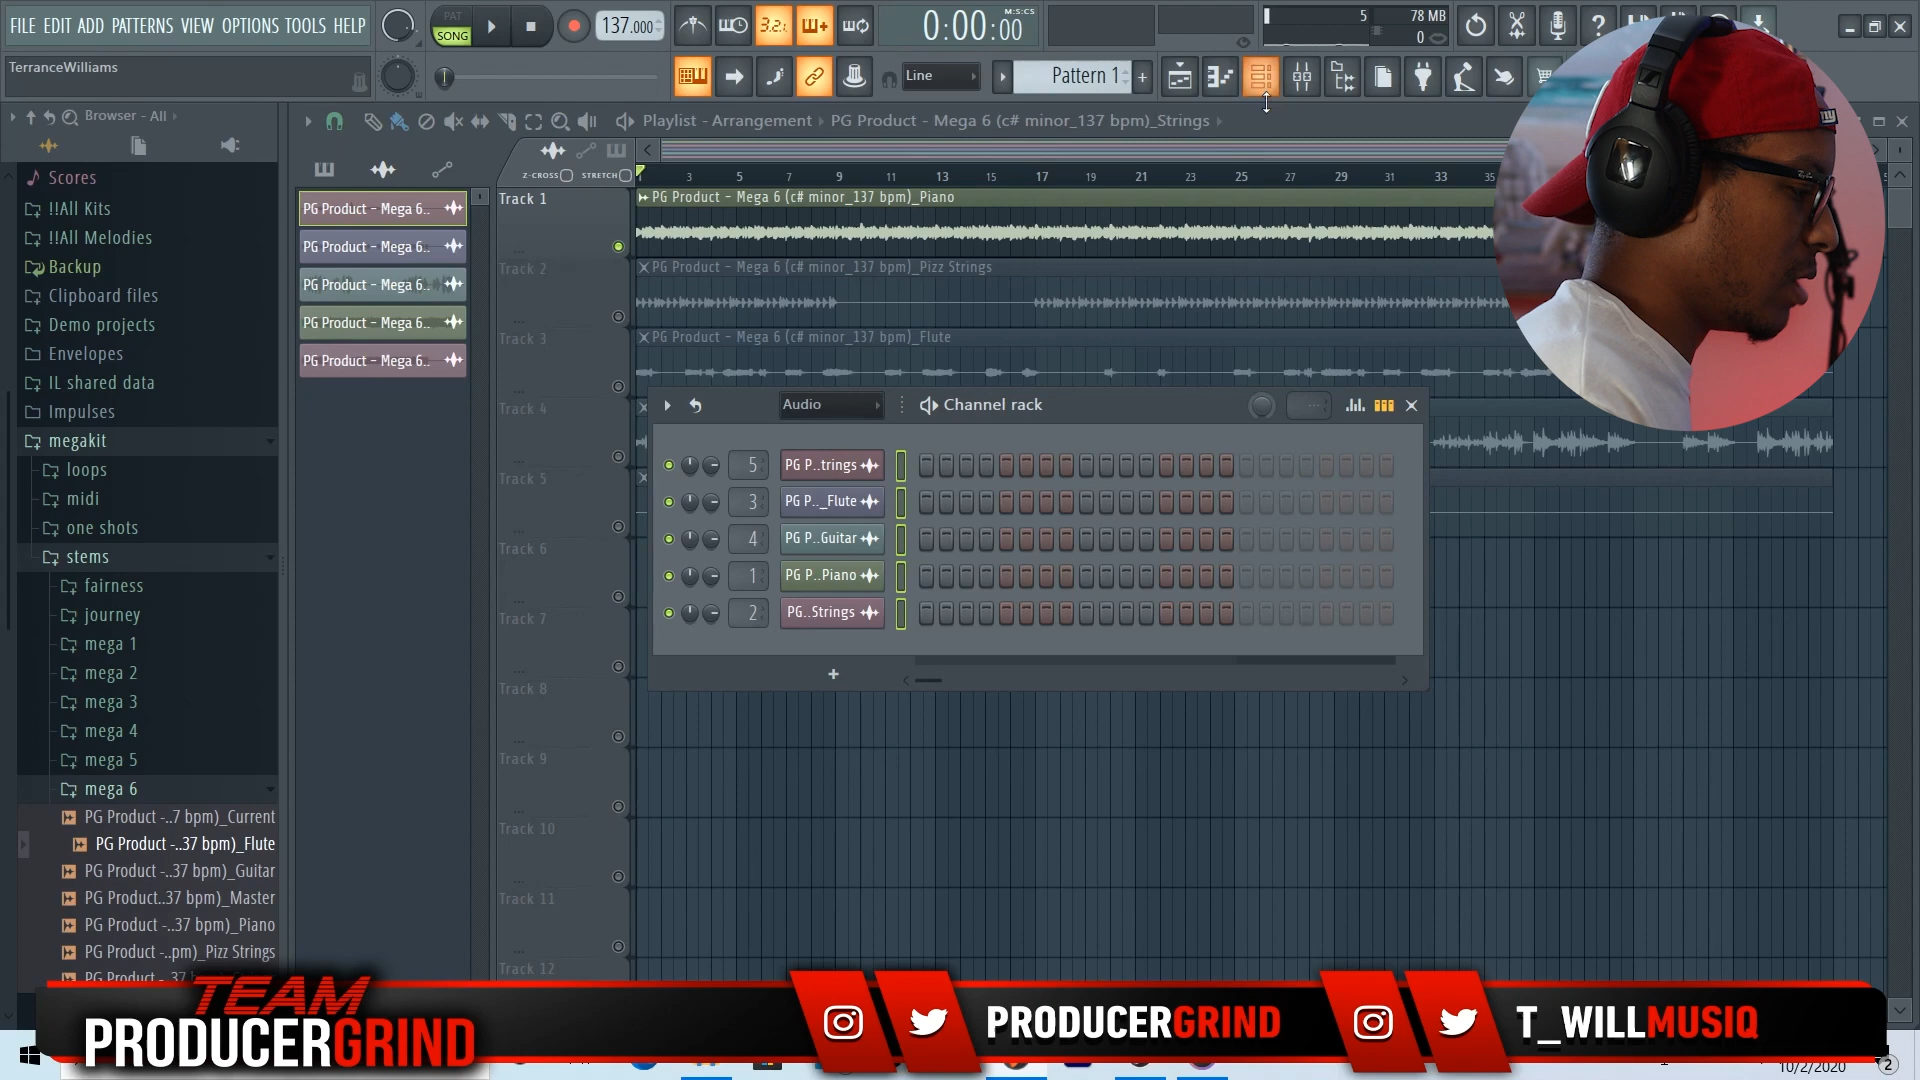 FILE EDIT ADD PATTERNS VIEW OPTIONS TOOLS HELP
PAT
SONG
137.000
3.2.
0:00:00
M:S:CS
5
78 MB
0
TerranceWilliams
Line
Pattern 1
Browser - All
Playlist - Arrangement
PG Product - Mega 6 (c# minor_137 bpm)_Strings
Z-CROSS
STRETCH
3 5 7 9 11 13 15 17 19 21 23 25 27 29 31 33 35
Scores
!!All Kits
!!All Melodies
Backup
Clipboard files
Demo projects
Envelopes
IL shared data
Impulses
megakit
loops
midi
one shots
stems
fairness
journey
mega 1
mega 2
mega 3
mega 4
mega 5
mega 6
PG Product -..7 bpm)_Current
PG Product -..37 bpm)_Flute
PG Product -..37 bpm)_Guitar
PG Product..37 bpm)_Master
PG Product -..37 bpm)_Piano
PG Product -..pm)_Pizz Strings
PG Product - Mega 6..
PG Product - Mega 6..
PG Product - Mega 6..
PG Product - Mega 6..
PG Product - Mega 6..
Track 1
PG Product - Mega 6 (c# minor_137 bpm)_Piano
Track 2
PG Product - Mega 6 (c# minor_137 bpm)_Pizz Strings
Track 3
PG Product - Mega 6 (c# minor_137 bpm)_Flute
Track 4
Track 5
Track 6
Track 7
Track 8
Track 9
Track 10
Track 11
Track 12
Audio
Channel rack
5 PG P..trings
3 PG P.._Flute
4 PG P..Guitar
1 PG P..Piano
2 PG..Strings
TEAM
PRODUCERGRIND
PRODUCERGRIND
T_WILLMUSIQ
10/2/2020
2